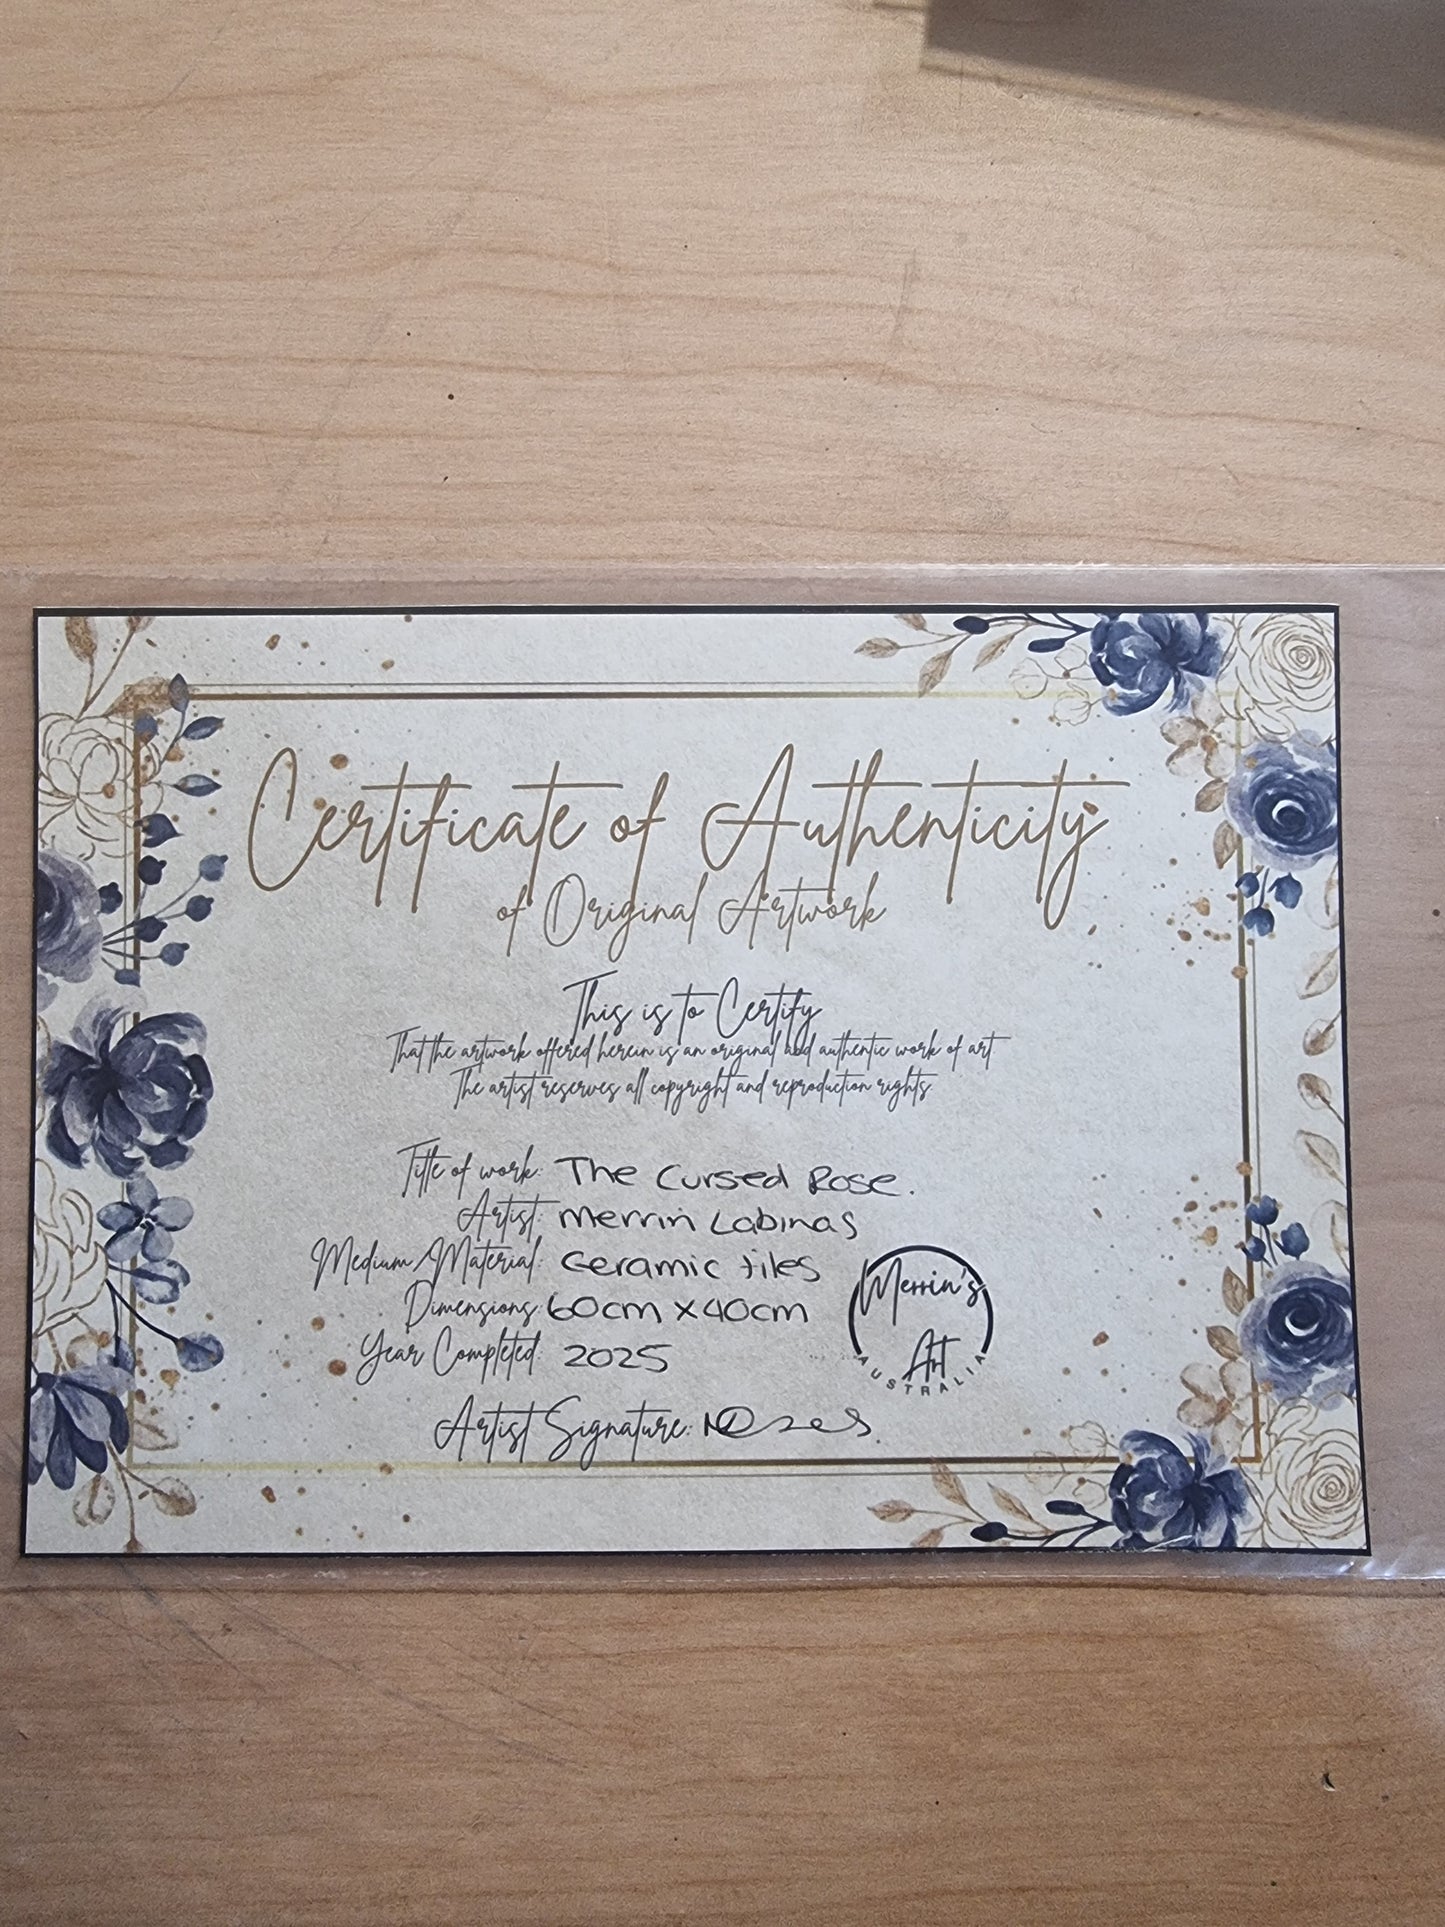 Certificate of Authenticity
of Original Artwork
This is to Certify
That the artwork offered herein is an original abd authentic work of art.
The artist reserves all copyright and reproduction rights.
Title of work: The Cursed Rose.
Artist: Merrin Labinas
Medium/Material: Ceramic tiles
Dimensions: 60cm x 40cm
Year Completed: 2025
Merrin's
Art
AUSTRALIA
Artist Signature: